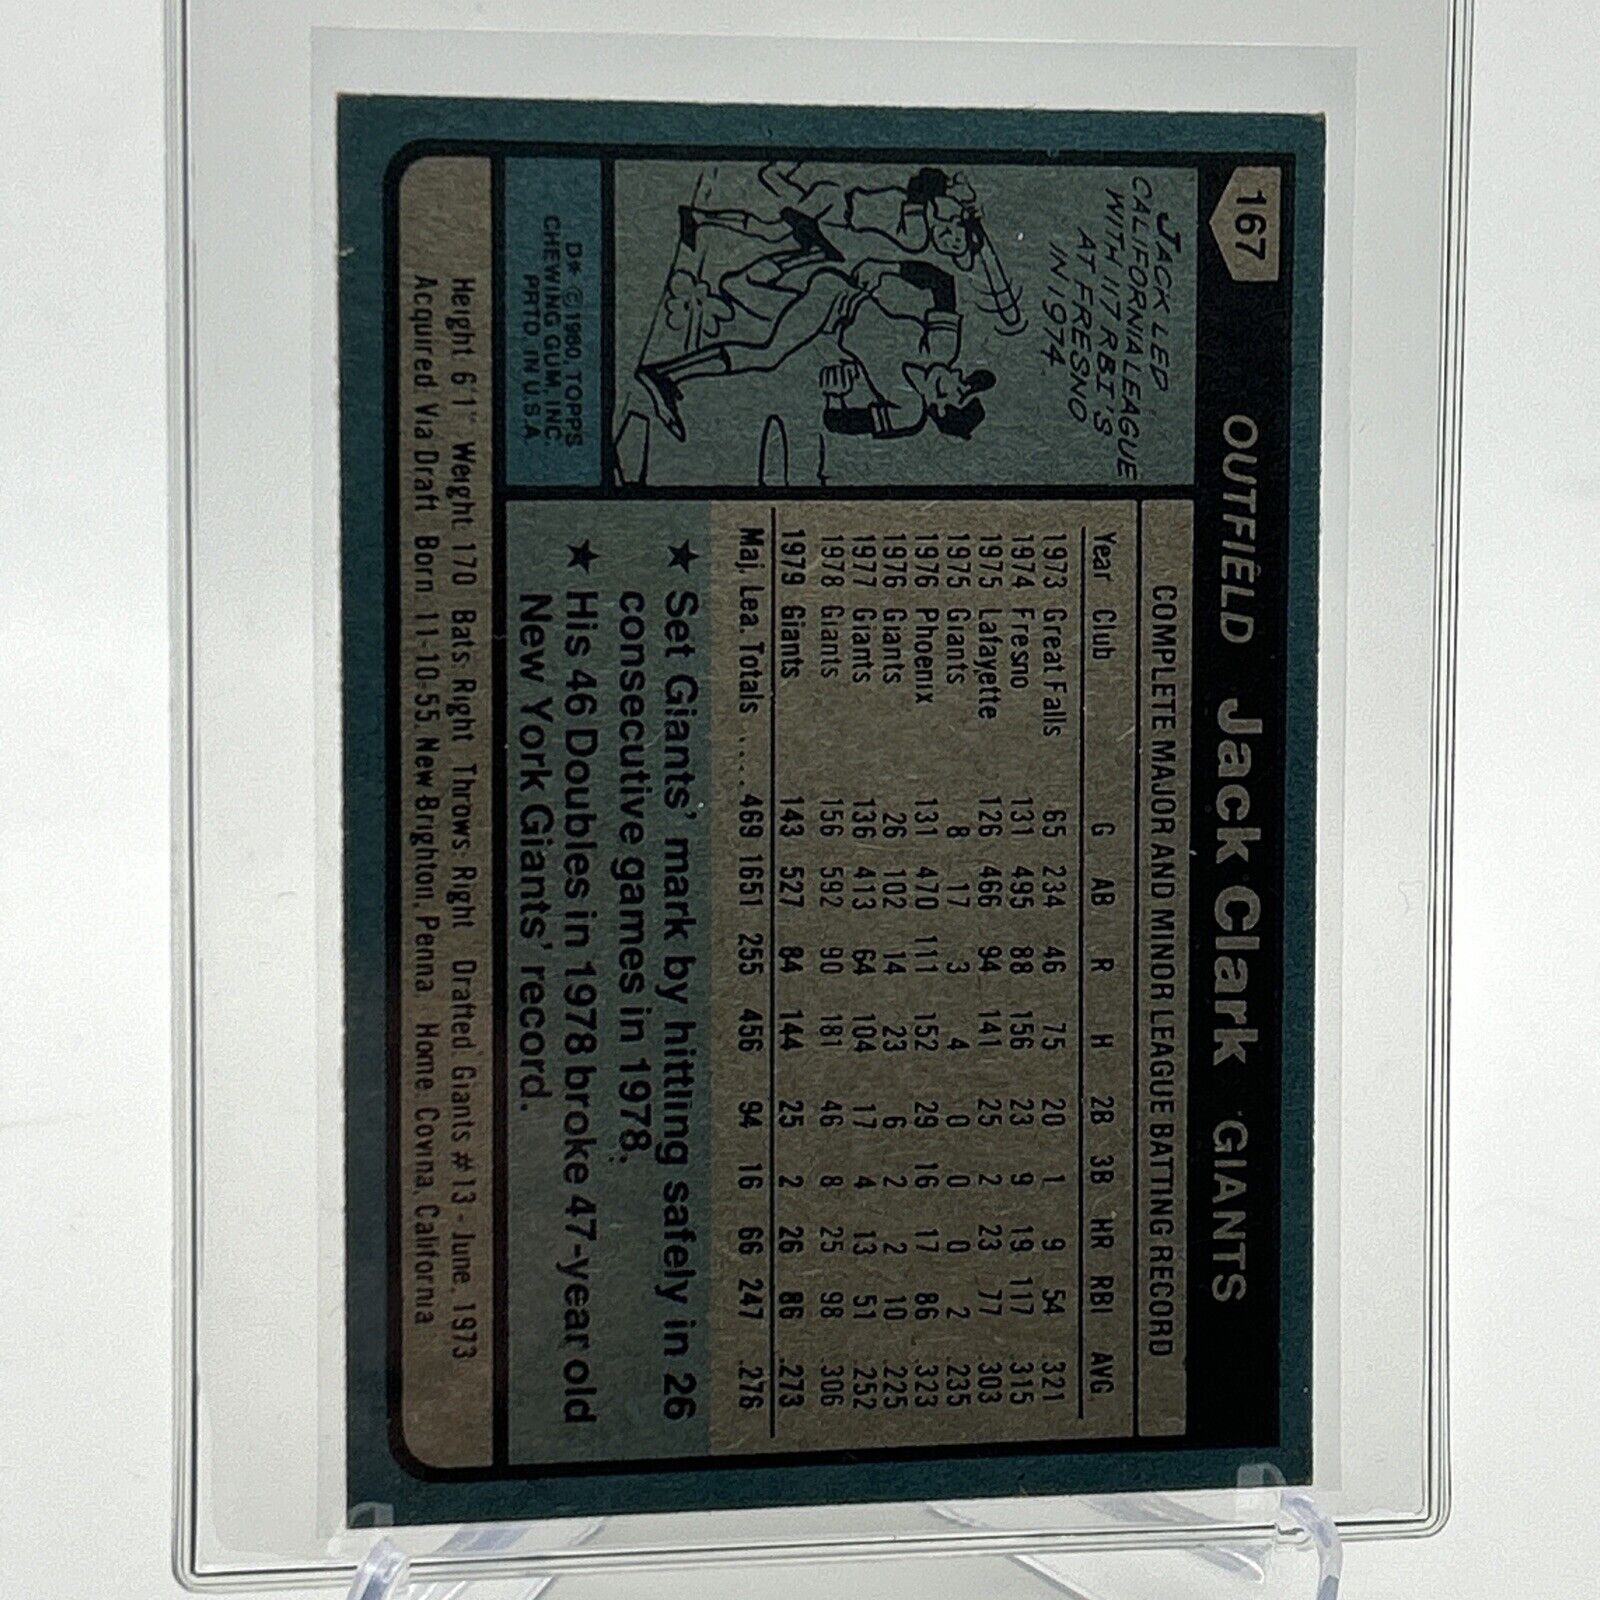 167
OUTFIELD Jack Clark GIANTS
JACK LED
CALIFORNIA LEAGUE
WITH 117 RBI'S
AT FRESNO
IN 1974
D* © 1980, TOPPS
CHEWING GUM, INC.
PRTD. IN U.S.A.
COMPLETE MAJOR AND MINOR LEAGUE BATTING RECORD
Year Club G AB R H 2B 3B HR RBI AVG.
1973 Great Falls 65 234 46 75 20 1 9 54 .321
1974 Fresno 131 495 88 156 23 9 19 117 .315
1975 Lafayette 126 466 94 141 25 2 23 77 .303
1975 Giants 8 17 3 4 0 0 0 2 .235
1976 Phoenix 131 470 111 152 29 16 17 86 .323
1976 Giants 26 102 14 23 6 2 2 10 .225
1977 Giants 136 413 64 104 17 4 13 51 .252
1978 Giants 156 592 90 181 46 8 25 98 .306
1979 Giants 143 527 84 144 25 2 26 86 .273
Maj. Lea. Totals ..... 469 1651 255 456 94 16 66 247 .276
★ Set Giants' mark by hittling safely in 26
consecutive games in 1978.
★ His 46 Doubles in 1978 broke 47-year old
New York Giants' record.
Height 6'1" Weight: 170 Bats: Right Throws: Right Drafted: Giants #13 - June, 1973
Acquired: Via Draft Born: 11-10-55, New Brighton, Penna. Home: Covina, California